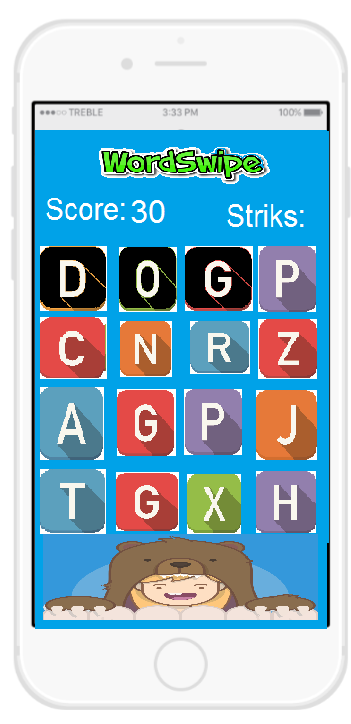 TREBLE 3:33 PM 100%
WordSwipe
Score: 30 Striks:
D O G P
C N R Z
A G P J
T G X H